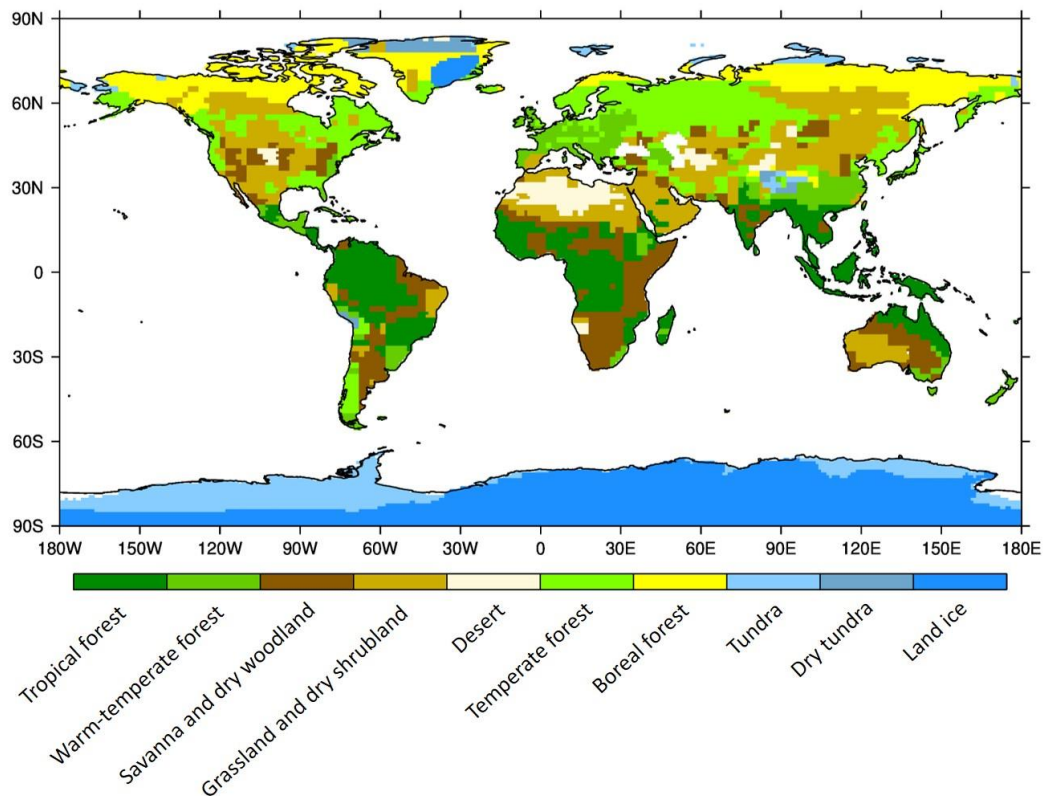 90N
60N
30N
0
30S
60S
90S
180W 150W 120W 90W 60W 30W 0 30E 60E 90E 120E 150E 180E
Tropical forest
Warm-temperate forest
Savanna and dry woodland
Grassland and dry shrubland
Desert
Temperate forest
Boreal forest
Tundra
Dry tundra
Land ice